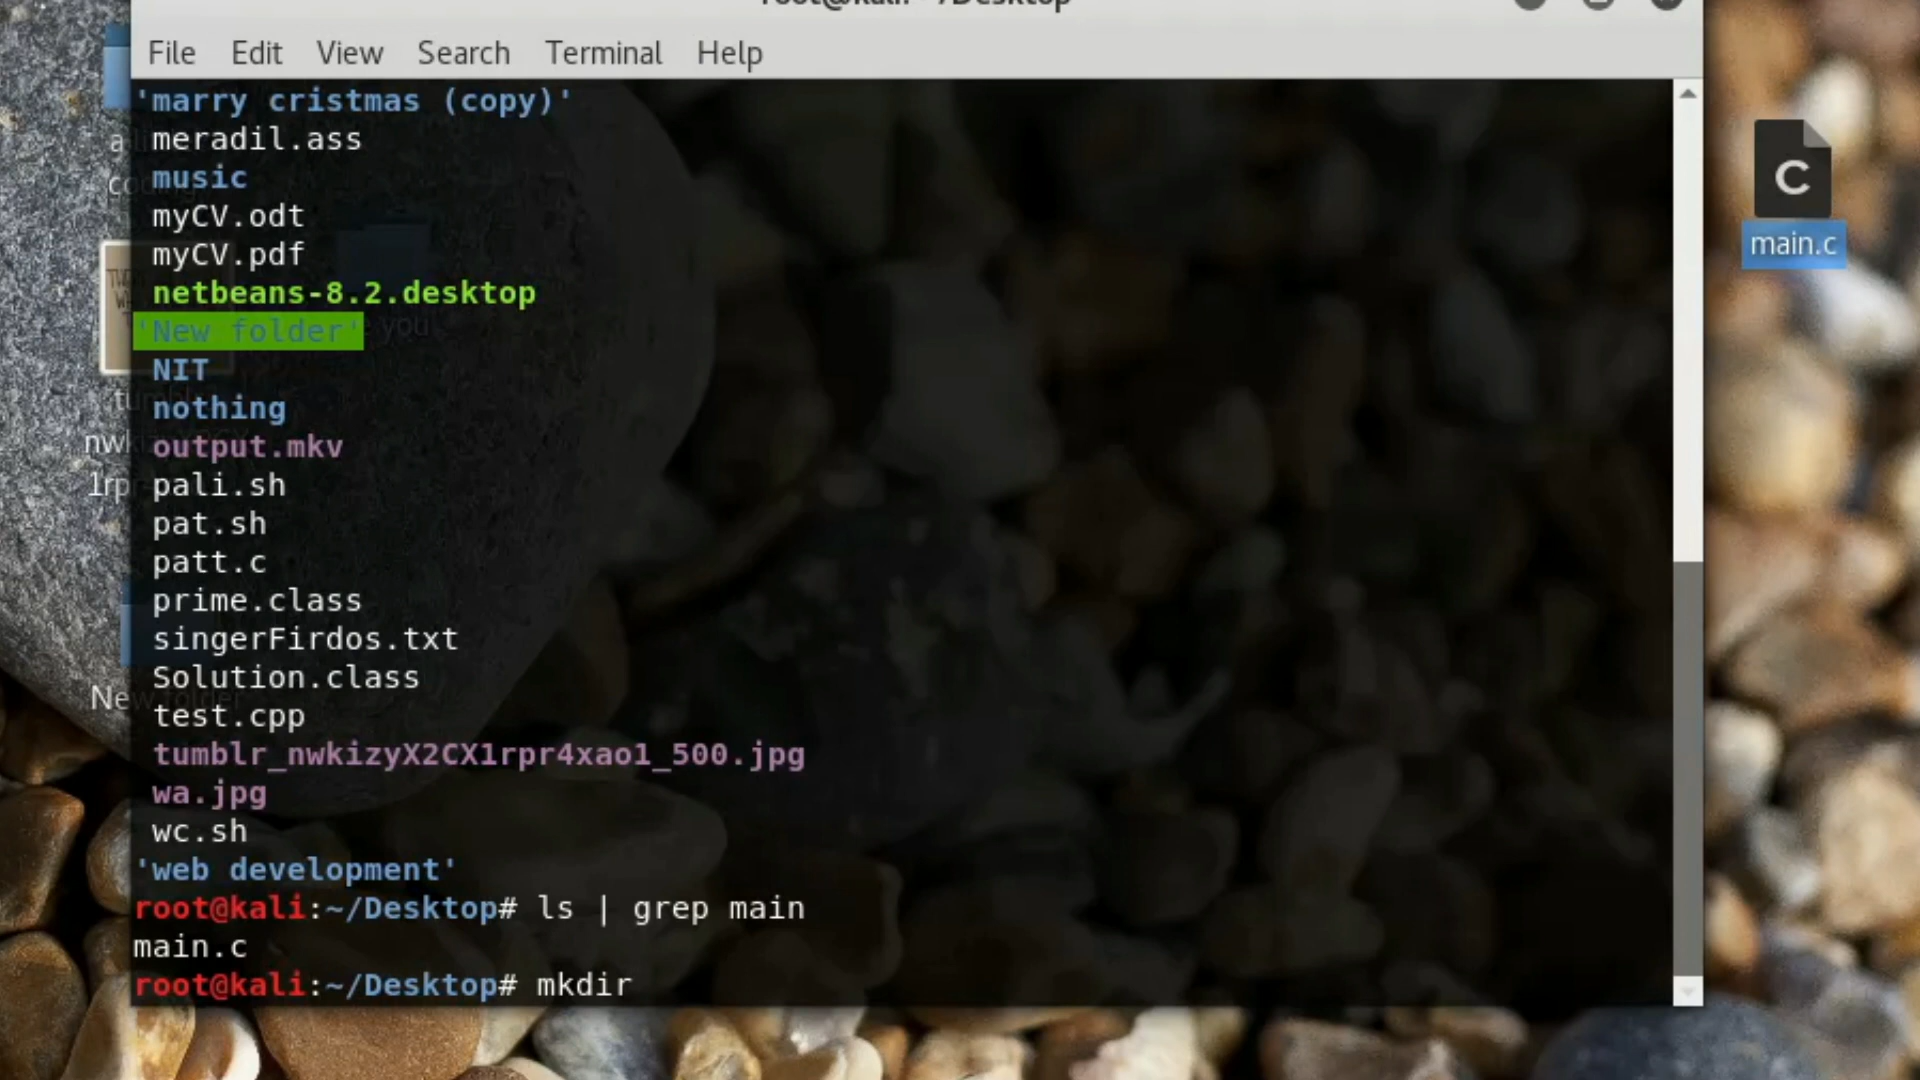 File Edit View Search Terminal Help
'marry cristmas (copy)'
meradil.ass
music
myCV.odt
myCV.pdf
netbeans-8.2.desktop
'New folder'
NIT
nothing
output.mkv
pali.sh
pat.sh
patt.c
prime.class
singerFirdos.txt
Solution.class
test.cpp
tumblr_nwkizyX2CX1rpr4xao1_500.jpg
wa.jpg
wc.sh
'web development'
root@kali:~/Desktop# ls | grep main
main.c
root@kali:~/Desktop# mkdir
C
main.c